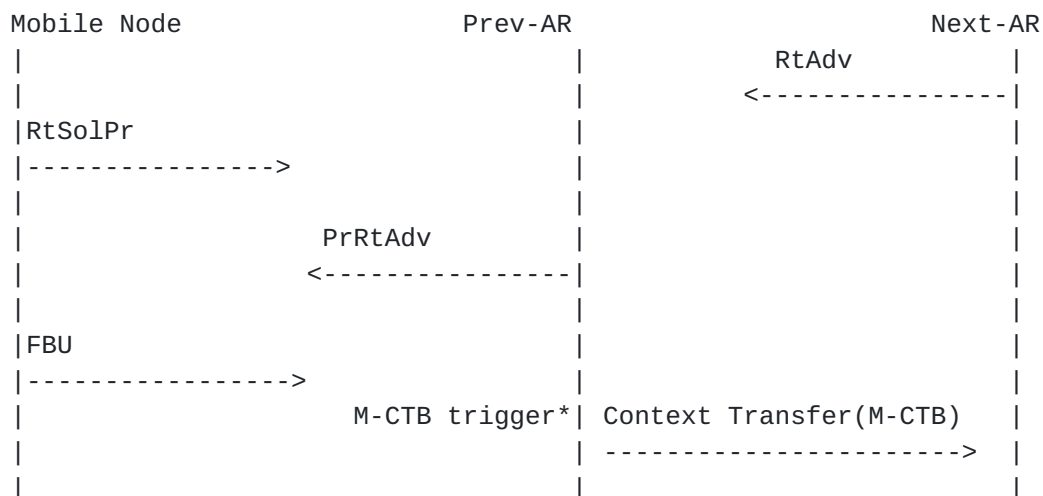 Mobile Node                Prev-AR                     Next-AR
|                                 |           RtAdv         |
|                                 |         <----------------|
|RtSolPr                          |                         |
|---------------->                |                         |
|                                 |                         |
|                  PrRtAdv        |                         |
|                 <----------------|                         |
|                                 |                         |
|FBU                              |                         |
|----------------->               |                         |
|                    M-CTB trigger*| Context Transfer(M-CTB)  |
|                                 | -----------------------> |
|                                 |                         |